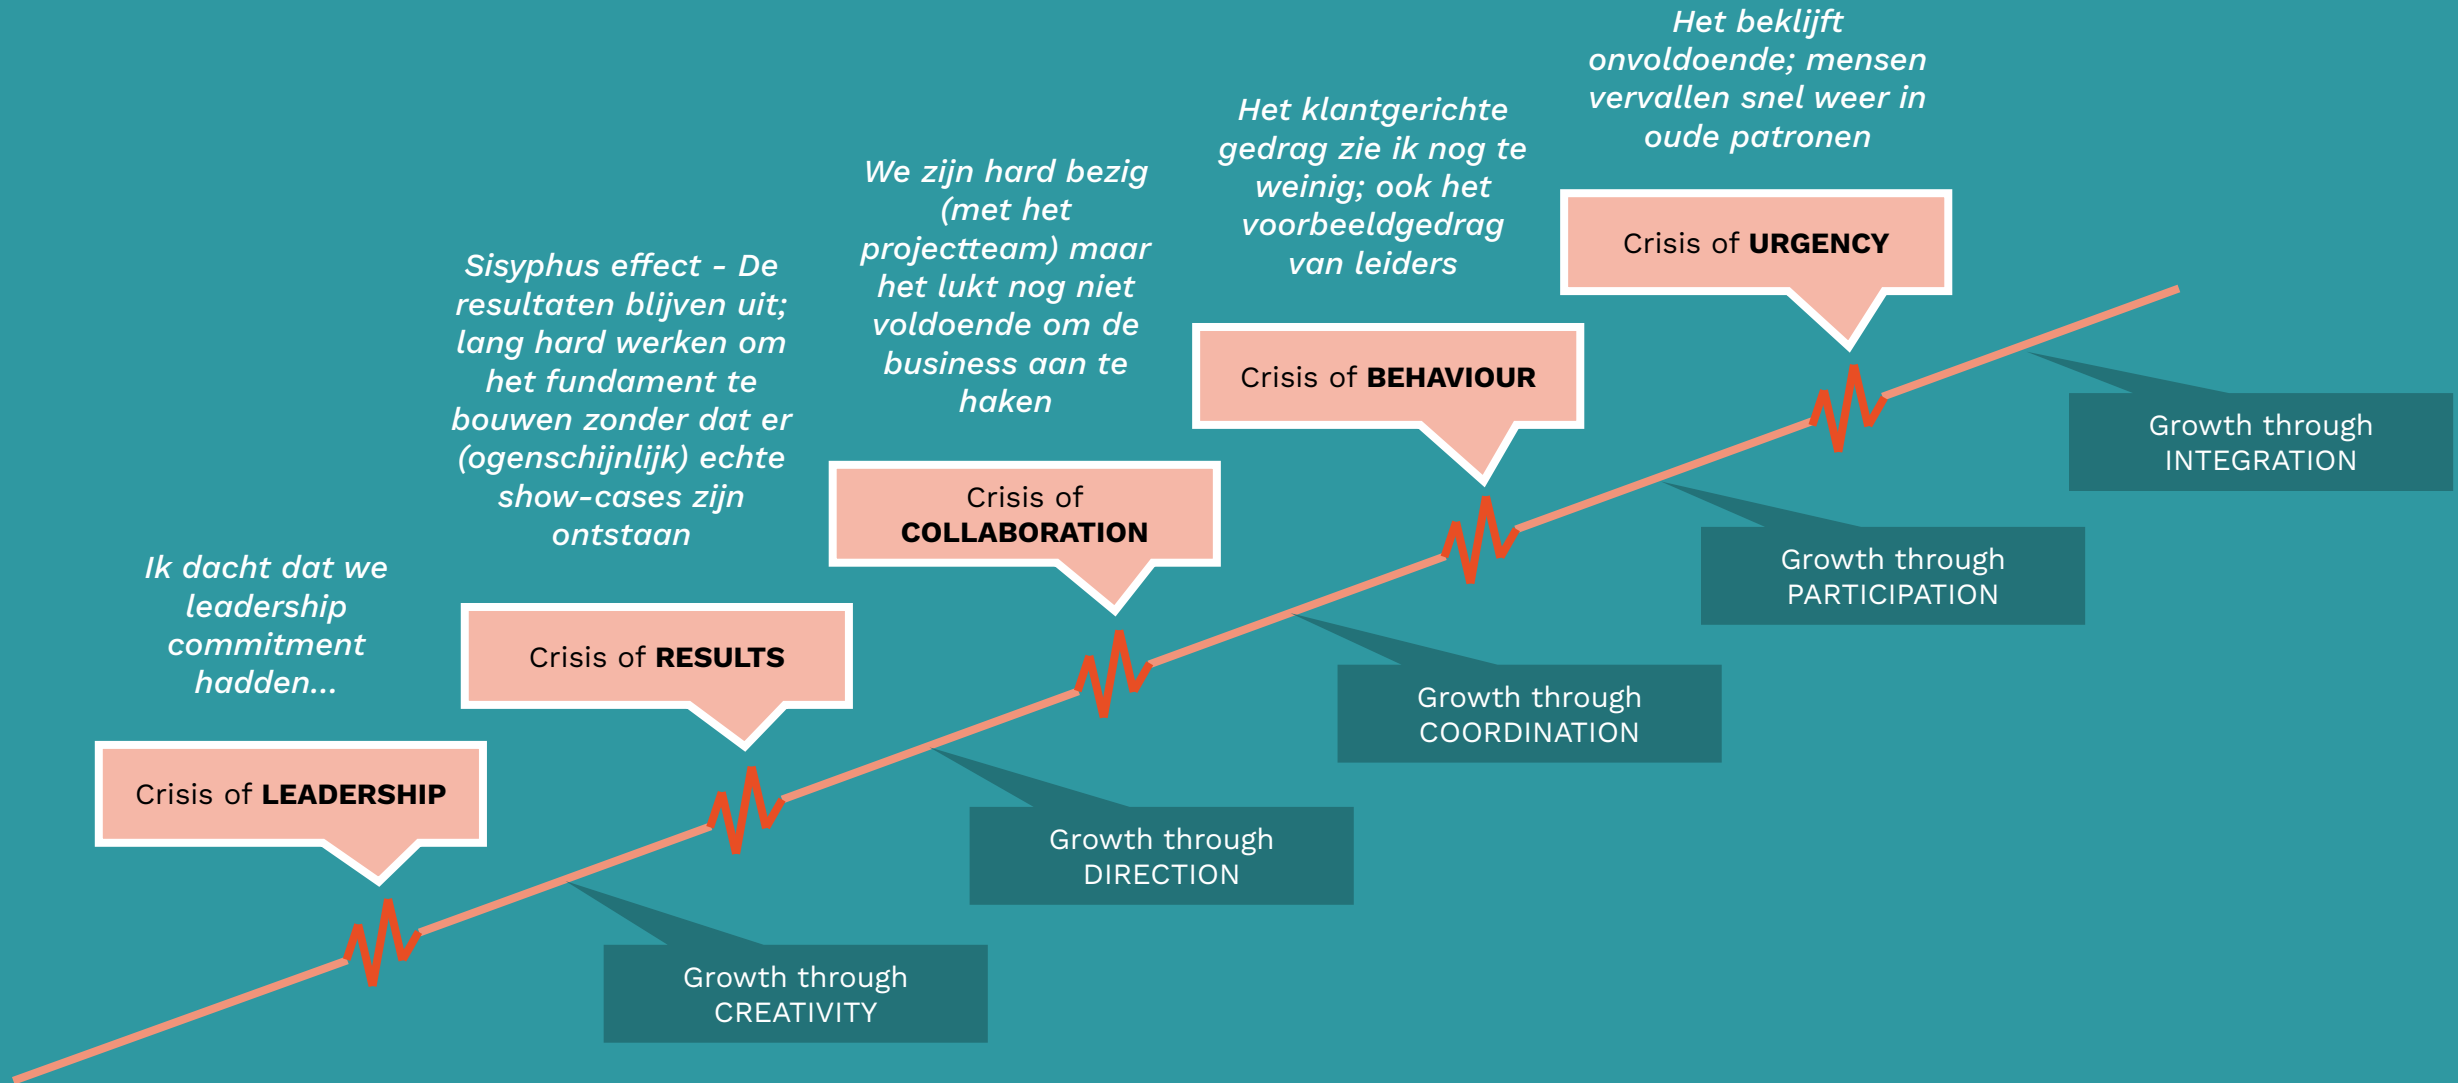 Ik dacht dat we
leadership
commitment
hadden...
Crisis of LEADERSHIP
Sisyphus effect - De
resultaten blijven uit;
lang hard werken om
het fundament te
bouwen zonder dat er
(ogenschijnlijk) echte
show-cases zijn
ontstaan
Crisis of RESULTS
We zijn hard bezig
(met het
projectteam) maar
het lukt nog niet
voldoende om de
business aan te
haken
Crisis of
COLLABORATION
Het klantgerichte
gedrag zie ik nog te
weinig; ook het
voorbeeldgedrag
van leiders
Crisis of BEHAVIOUR
Het beklijft
onvoldoende; mensen
vervallen snel weer in
oude patronen
Crisis of URGENCY
Growth through
CREATIVITY
Growth through
DIRECTION
Growth through
COORDINATION
Growth through
PARTICIPATION
Growth through
INTEGRATION